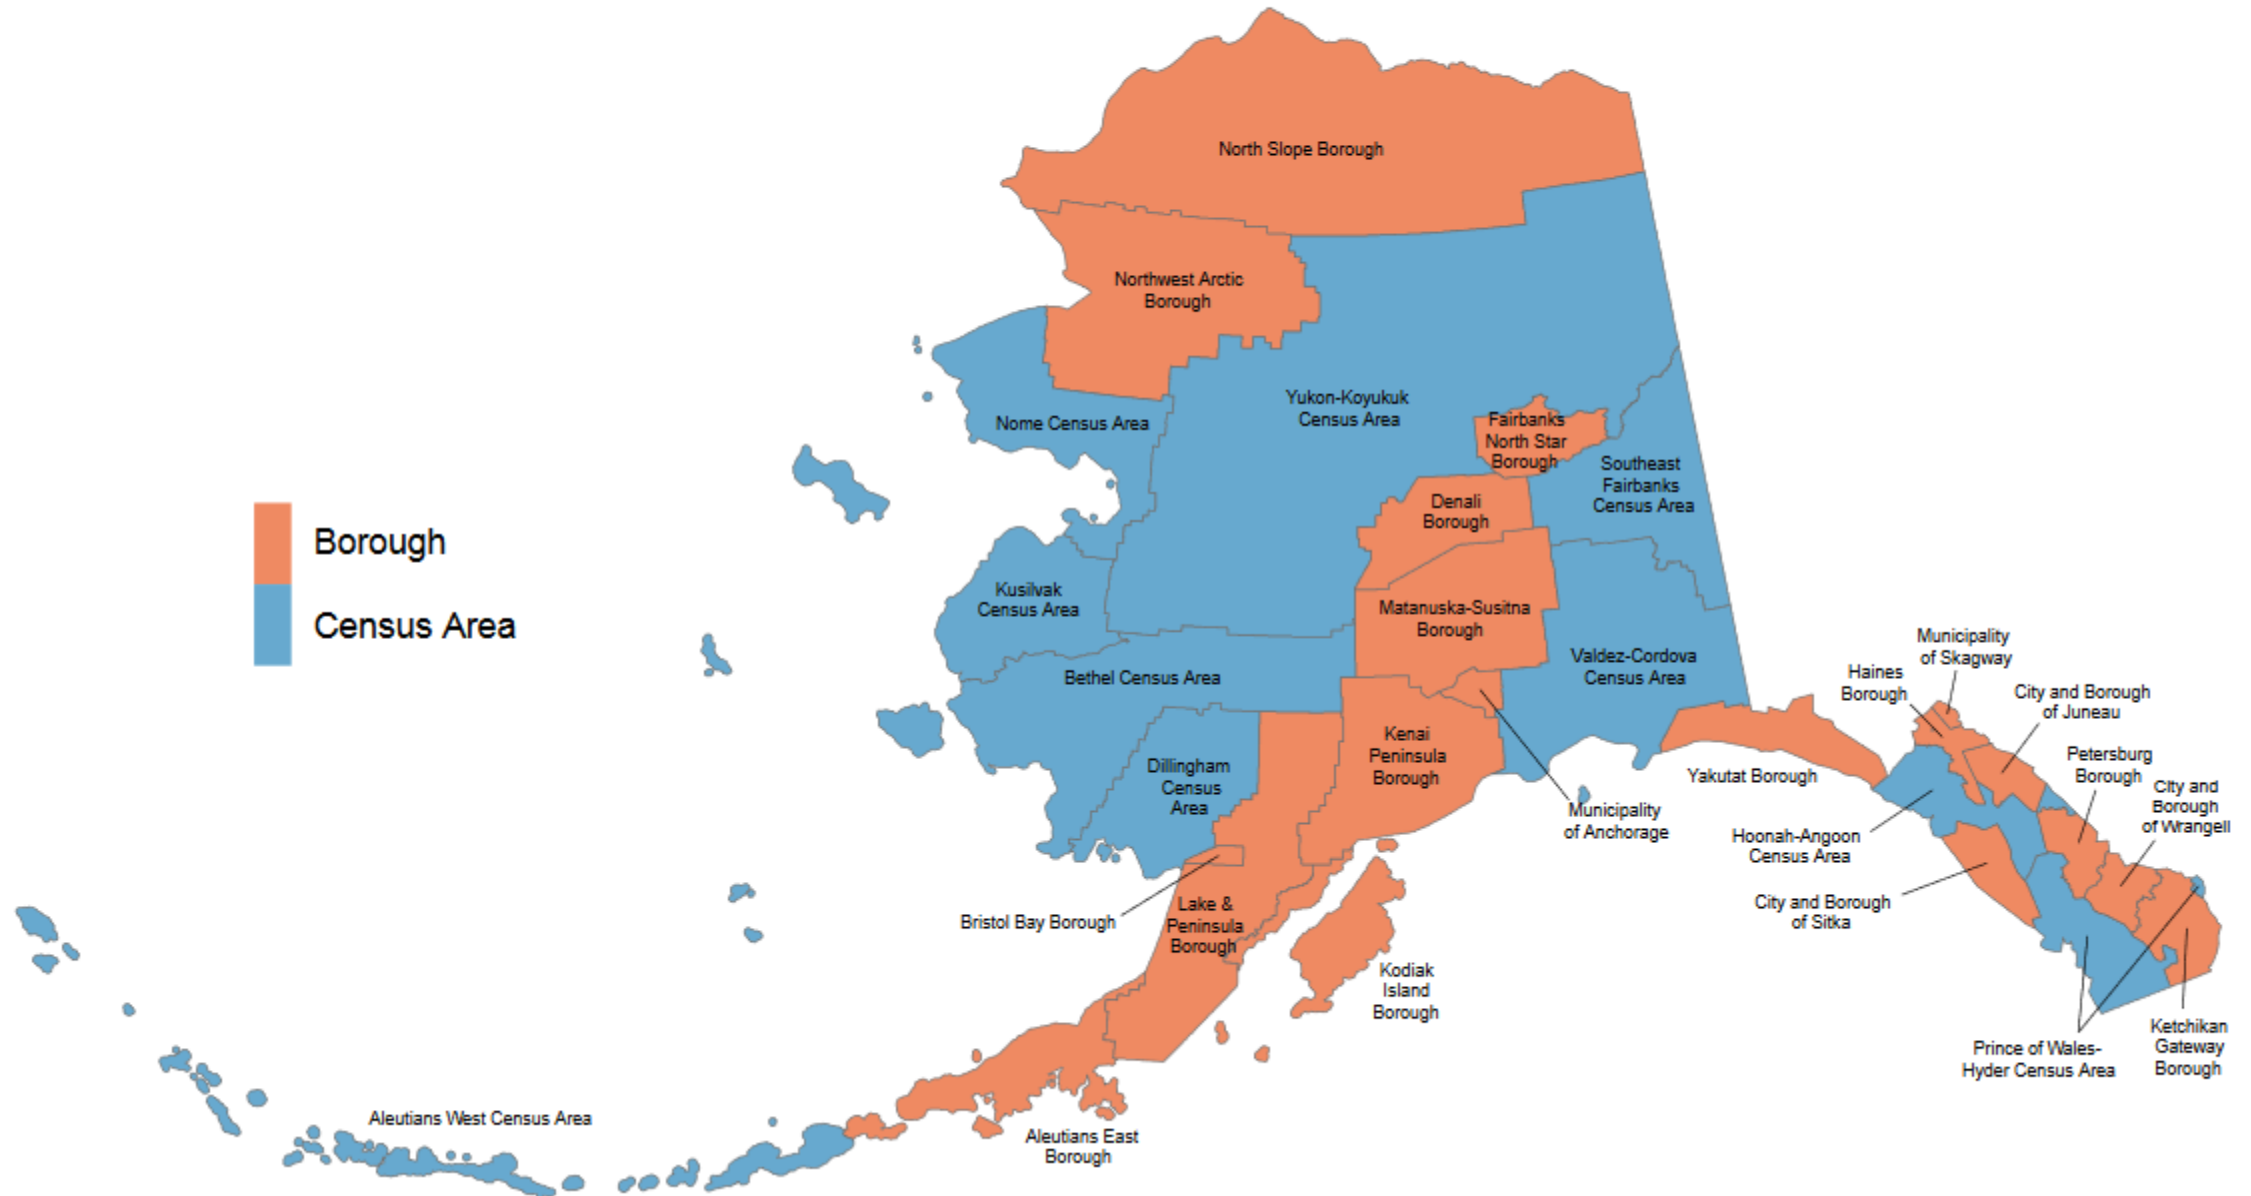 North Slope Borough
Northwest Arctic
Borough
Yukon-Koyukuk
Census Area
Nome Census Area
Fairbanks
North Star
Borough
Southeast
Fairbanks
Census Area
Denali
Borough
Borough
Census Area
Kusilvak
Census Area
Matanuska-Susitna
Borough
Bethel Census Area
Valdez-Cordova
Census Area
Municipality
of Skagway
Haines
Borough
City and Borough
of Juneau
Kenai
Peninsula
Borough
Dillingham
Census
Area
Yakutat Borough
Petersburg
Borough
CIty and
Borough
of Wrangell
Municipality
of Anchorage
Hoonah-Angoon
Census Area
City and Borough
of Sitka
Bristol Bay Borough
Lake &
Peninsula
Borough
Kodiak
Island
Borough
Prince of Wales-
Hyder Census Area
Ketchikan
Gateway
Borough
Aleutians West Census Area
Aleutians East
Borough